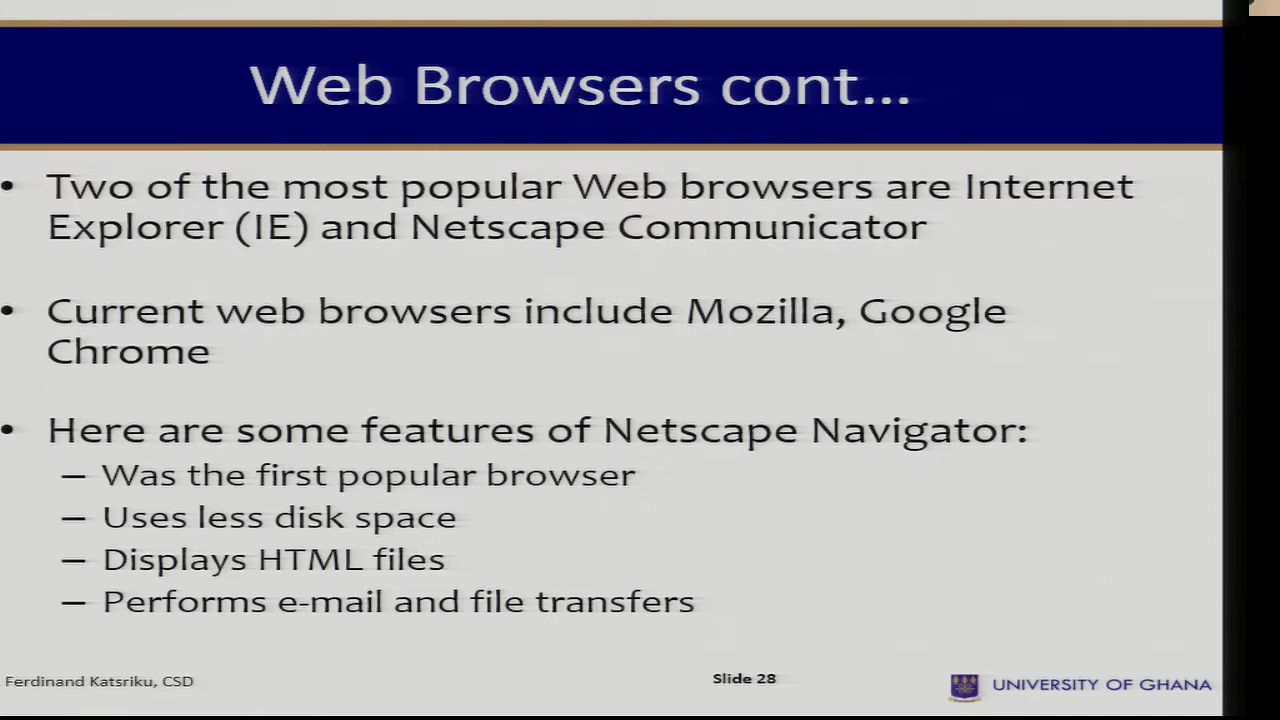 Web Browsers cont...
• Two of the most popular Web browsers are Internet
Explorer (IE) and Netscape Communicator
• Current web browsers include Mozilla, Google
Chrome
• Here are some features of Netscape Navigator:
– Was the first popular browser
– Uses less disk space
– Displays HTML files
– Performs e-mail and file transfers
Ferdinand Katsriku, CSD
Slide 28
UNIVERSITY OF GHANA